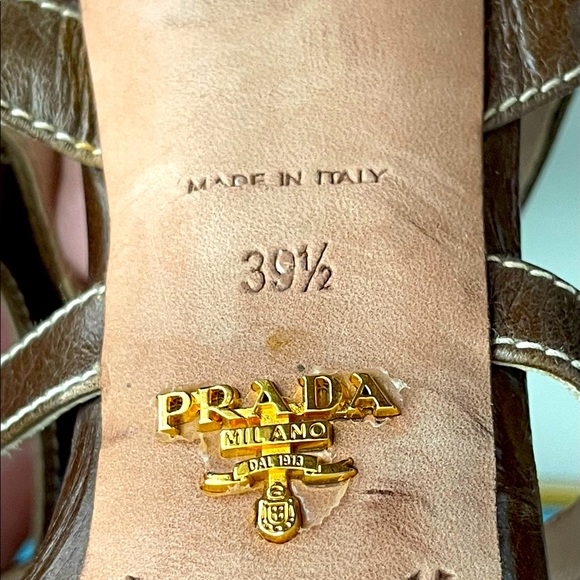 MADE IN ITALY
39½
PRADA
MILANO
DAL 1913